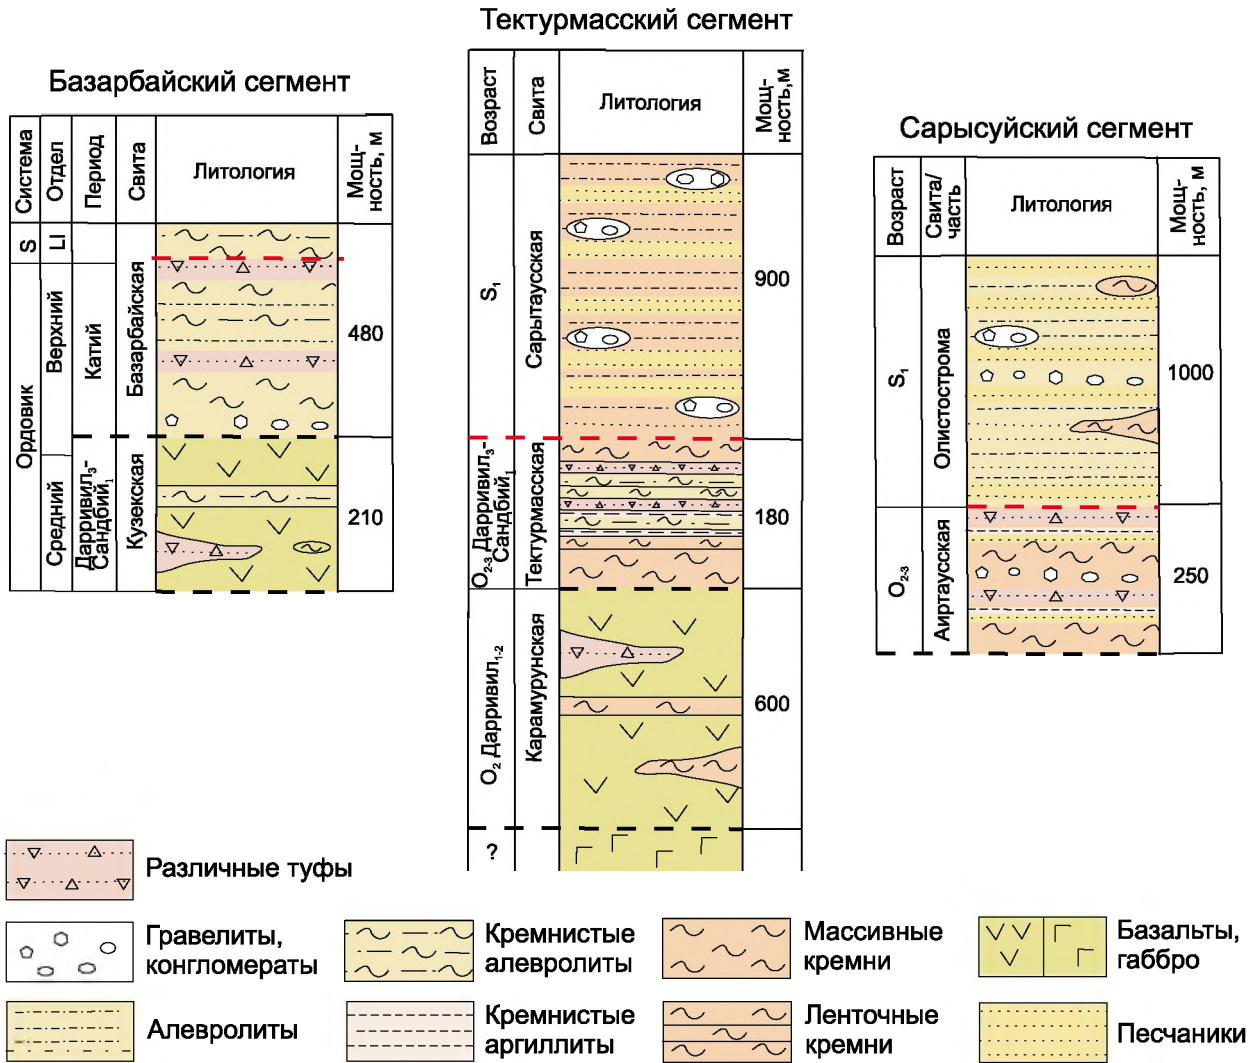 Тектурмасский сегмент
Базарбайский сегмент
Сарысуйский сегмент
Система
Отдел
Период
Свита
Литология
Мощ-
ность, м
S
LI
Ордовик
Верхний
Средний
Катий
Дарривил₃-
Сандбий₁
Базарбайская
Кузекская
480
210
Возраст
Свита
Литология
Мощ-
ность,м
S₁
Сарытаусская
900
O₂₋₃ Дарривил₃-
Сандбий₁
Тектурмасская
180
O₂ Дарривил₁₋₂
Карамурунская
600
?
Возраст
Свита/
часть
Литология
Мощ-
ность, м
S₁
Олистострома
1000
O₂₋₃
Аиртаусская
250
Различные туфы
Гравелиты,
конгломераты
Кремнистые
алевролиты
Массивные
кремни
Базальты,
габбро
Алевролиты
Кремнистые
аргиллиты
Ленточные
кремни
Песчаники